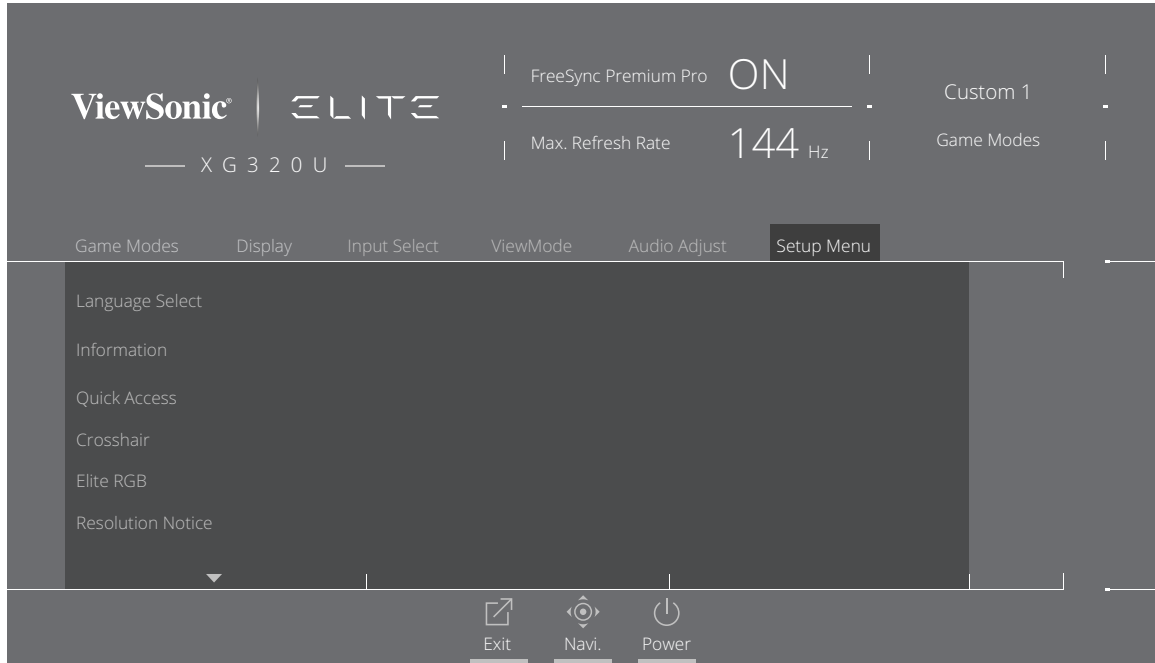 ViewSonic® ELITE
XG320U
FreeSync Premium Pro ON
Max. Refresh Rate 144 Hz
Custom 1
Game Modes
Game Modes Display Input Select ViewMode Audio Adjust Setup Menu
Language Select
Information
Quick Access
Crosshair
Elite RGB
Resolution Notice
Exit Navi. Power